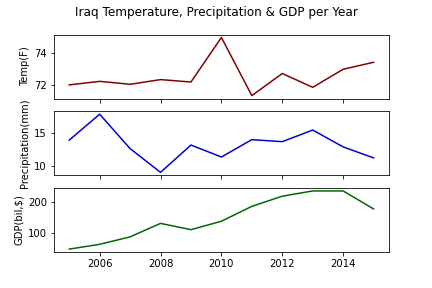 Iraq Temperature, Precipitation & GDP per Year
Temp(F)
74
72
Precipitation(mm)
15
10
GDP(bil,$)
200
100
2006 2008 2010 2012 2014